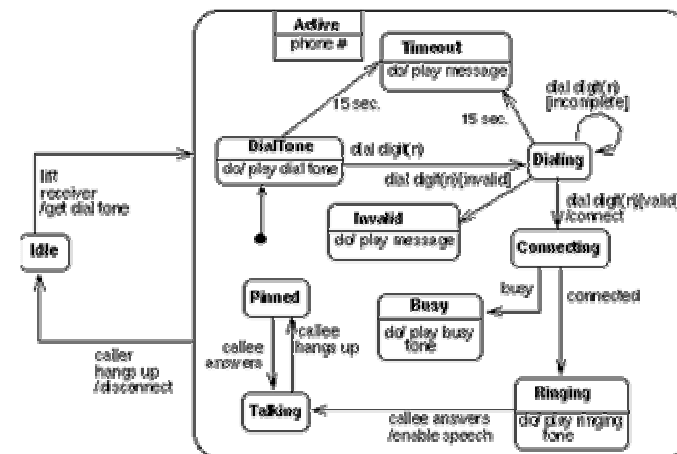 Active
phone #
Timeout
do/ play message
15 sec.
15 sec.
dial digit(n)
[incomplete]
DialTone
do/ play dial tone
dial digit(n)
Dialing
dial digit(n)[invalid]
lift
receiver
/get dial tone
Invalid
do/ play message
dial digit(n)[valid]
/connect
Idle
Connecting
Pinned
busy
connected
Busy
do/ play busy
tone
callee
answers
callee
hangs up
caller
hangs up
/disconnect
Talking
callee answers
/enable speech
Ringing
do/ play ringing
tone